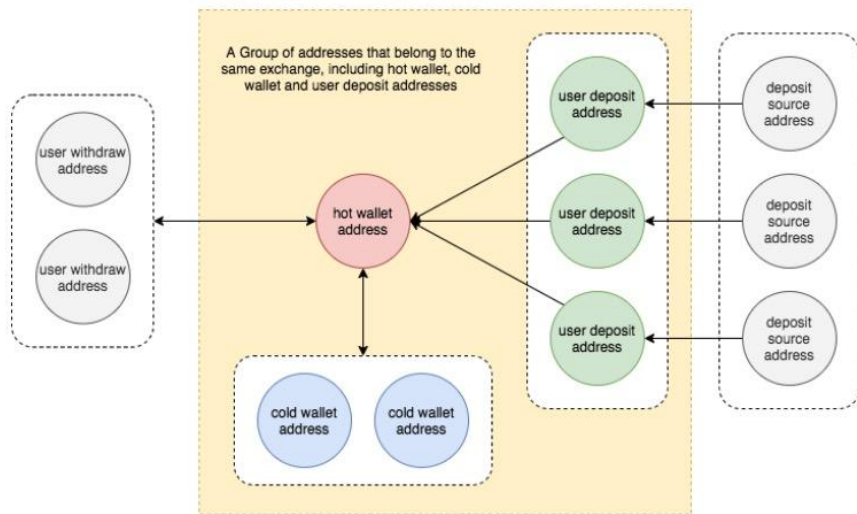 A Group of addresses that belong to the
same exchange, including hot wallet, cold
wallet and user deposit addresses
user withdraw
address
user withdraw
address
hot wallet
address
cold wallet
address
cold wallet
address
user deposit
address
user deposit
address
user deposit
address
deposit
source
address
deposit
source
address
deposit
source
address